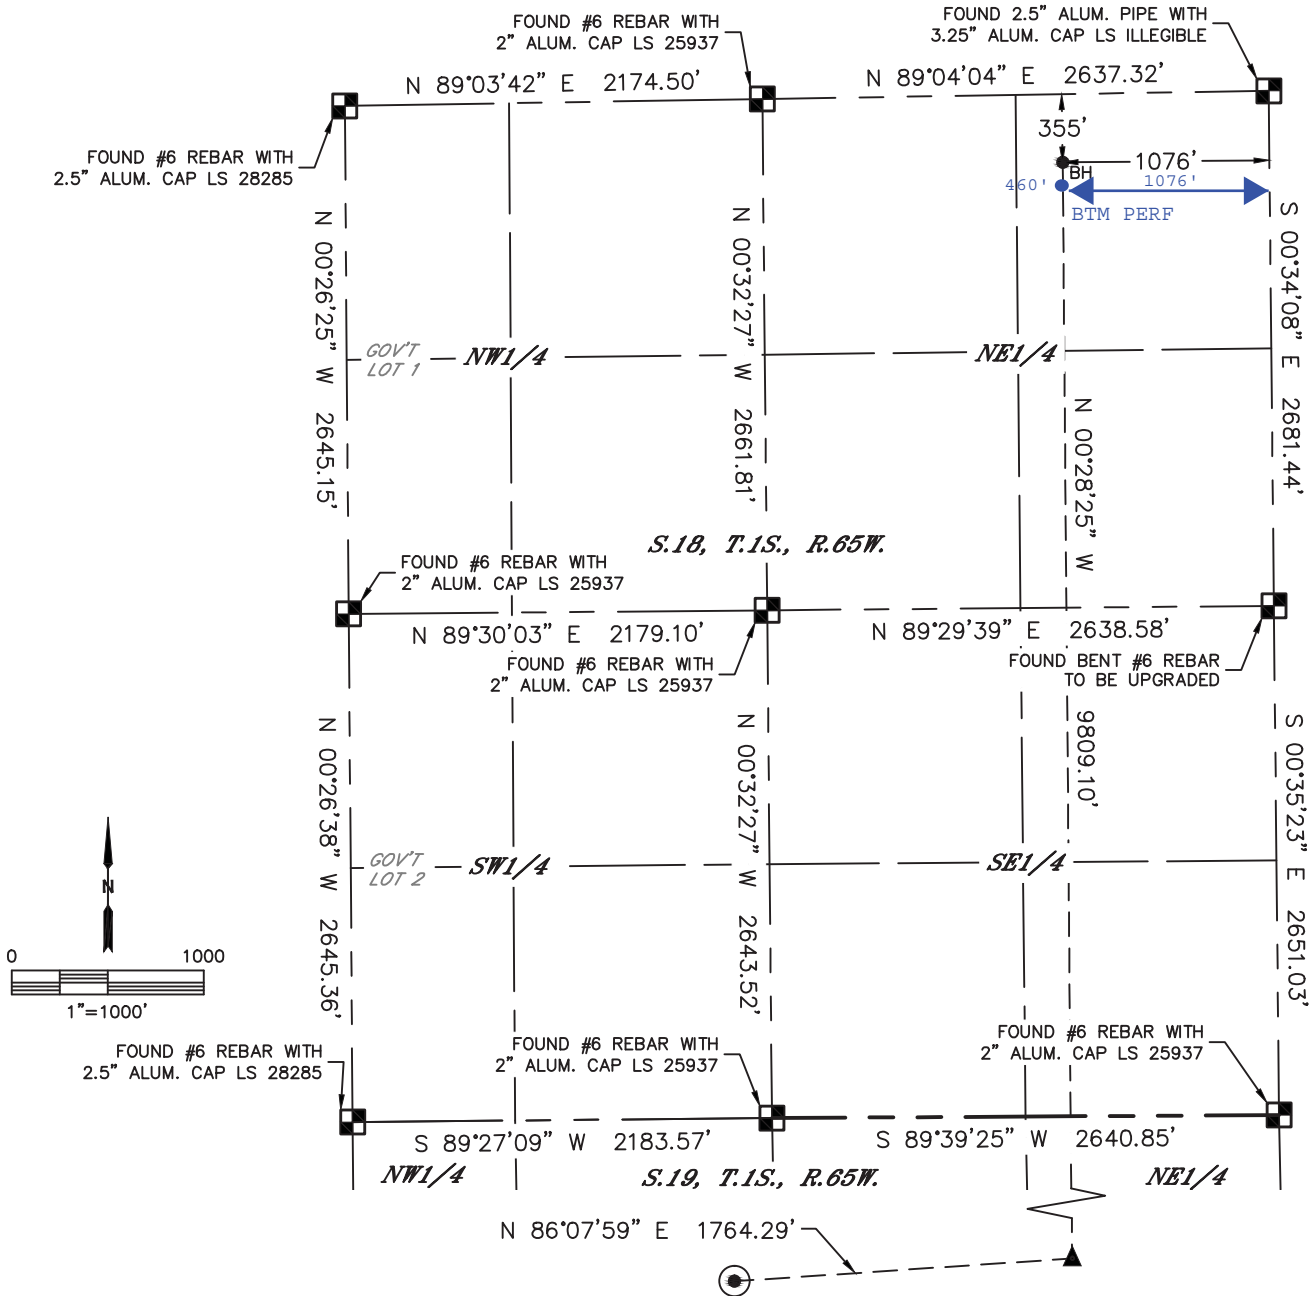 FOUND #6 REBAR WITH
2” ALUM. CAP LS 25937
FOUND 2.5” ALUM. PIPE WITH
3.25” ALUM. CAP LS ILLEGIBLE
N 89°03’42” E 2174.50’
N 89°04’04” E 2637.32’
FOUND #6 REBAR WITH
2.5” ALUM. CAP LS 28285
355’
1076’
BH
460'
1076'
BTM PERF
N 00°26’25” W 2645.15’
N 00°32’27” W 2661.81’
S 00°34’08” E 2681.44’
GOV’T
LOT 1
NW1/4
NE1/4
N 00°28’25” W
9809.10’
S.18, T.1S., R.65W.
FOUND #6 REBAR WITH
2” ALUM. CAP LS 25937
N 89°30’03” E 2179.10’
N 89°29’39” E 2638.58’
FOUND #6 REBAR WITH
2” ALUM. CAP LS 25937
FOUND BENT #6 REBAR
TO BE UPGRADED
N 00°26’38” W 2645.36’
N 00°32’27” W 2643.52’
S 00°35’23” E 2651.03’
GOV’T
LOT 2
SW1/4
SE1/4
N
0 1000
1”=1000’
FOUND #6 REBAR WITH
2.5” ALUM. CAP LS 28285
FOUND #6 REBAR WITH
2” ALUM. CAP LS 25937
FOUND #6 REBAR WITH
2” ALUM. CAP LS 25937
S 89°27’09” W 2183.57’
S 89°39’25” W 2640.85’
NW1/4
S.19, T.1S., R.65W.
NE1/4
N 86°07’59” E 1764.29’